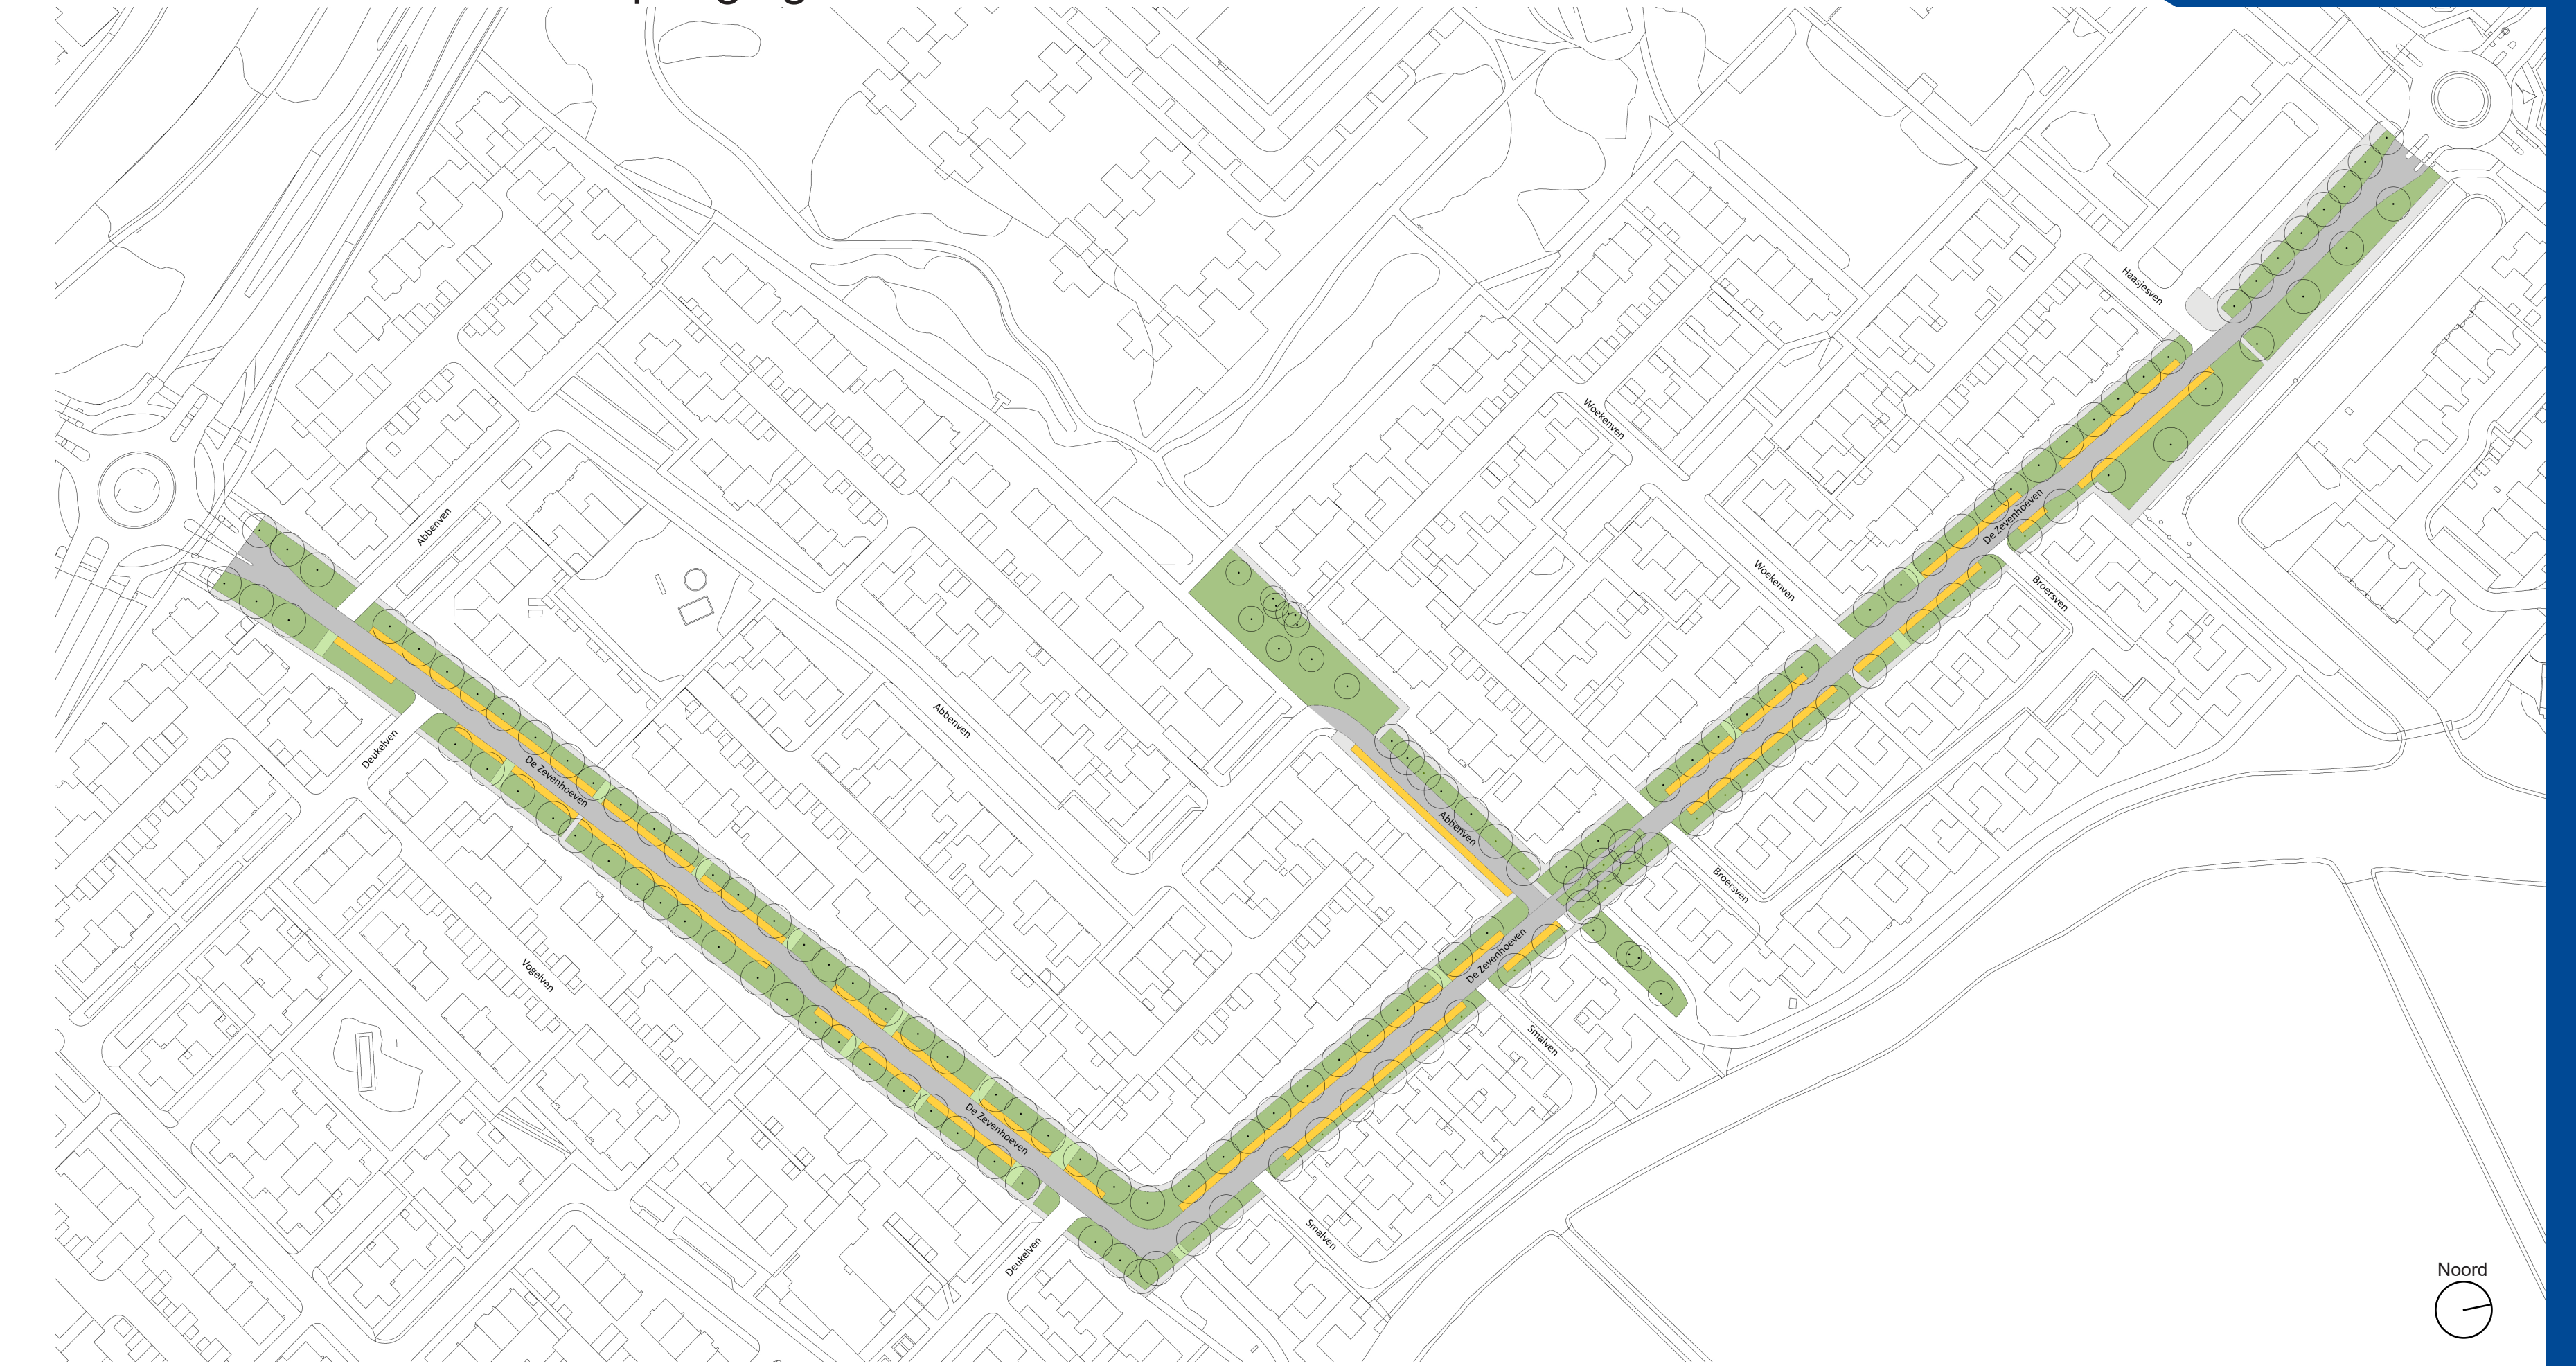 Haasjesven
Woekenven
Abbenven
De Zevenhoeven
Woekenven
Broersven
Abbenven
Deukelven
De Zevenhoeven
Abbenven
Broersven
De Zevenhoeven
Vogelven
Smalven
De Zevenhoeven
Smalven
Deukelven
Noord